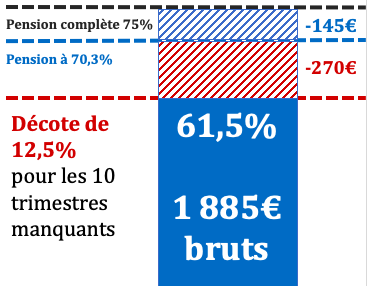 Pension complète 75%
-145€
Pension à 70,3%
-270€
Décote de
12,5%
pour les 10
trimestres
manquants
61,5%
1 885€
bruts